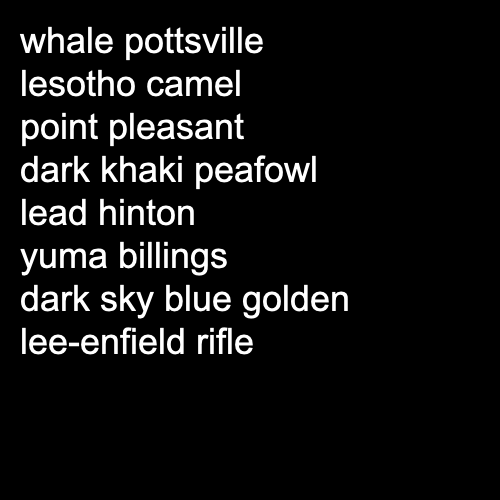 whale pottsville
lesotho camel
point pleasant
dark khaki peafowl
lead hinton
yuma billings
dark sky blue golden
lee-enfield rifle